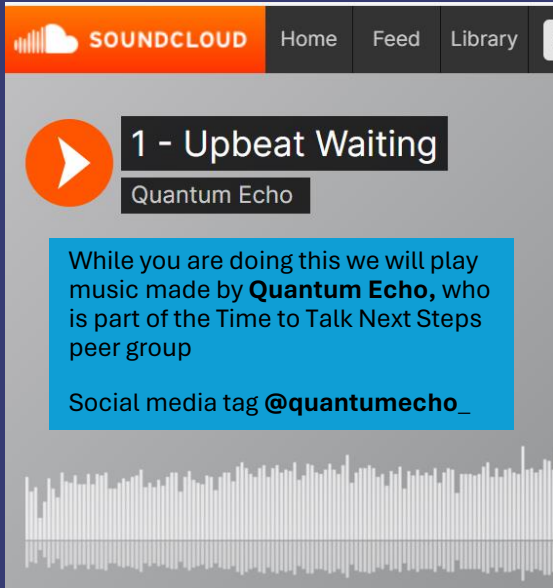 SOUNDCLOUD Home Feed Library
1 - Upbeat Waiting
Quantum Echo
While you are doing this we will play
music made by Quantum Echo, who
is part of the Time to Talk Next Steps
peer group
Social media tag @quantumecho_